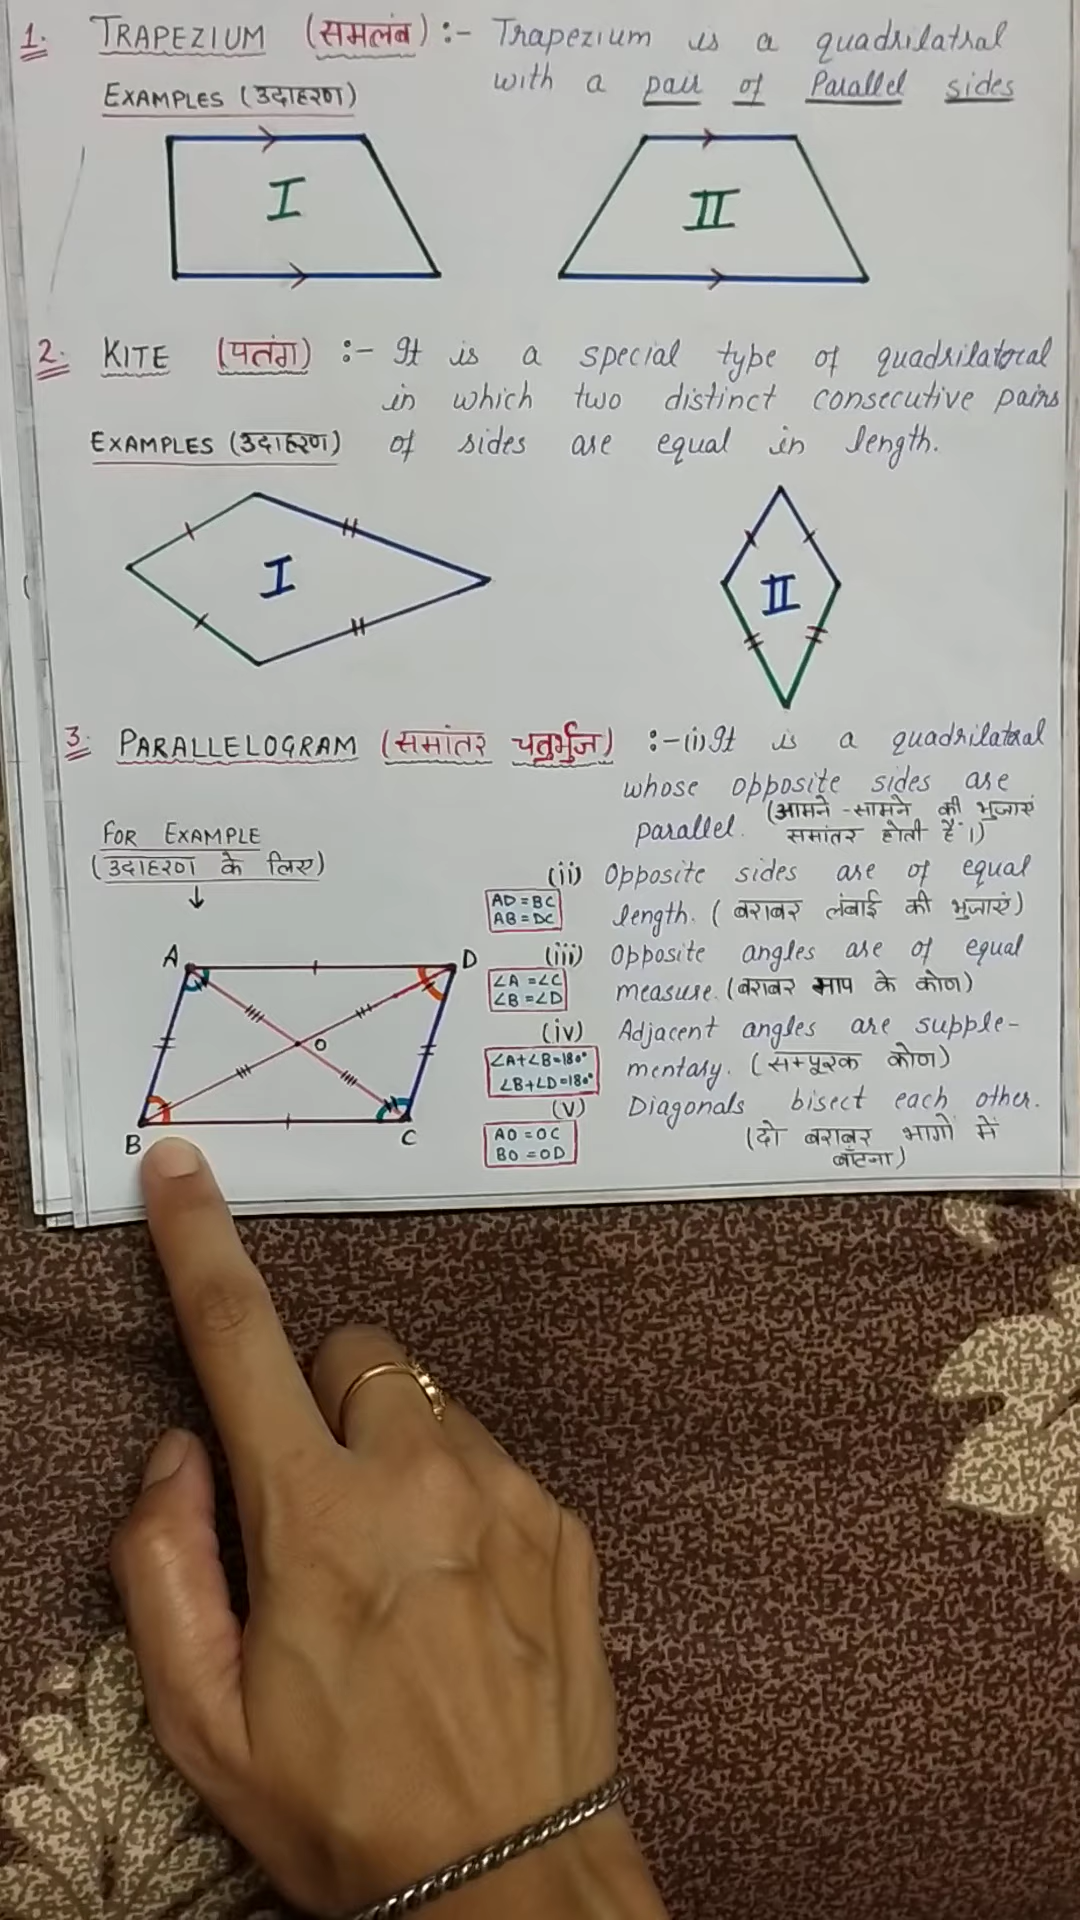 1. TRAPEZIUM (समलंब) :- Trapezium is a quadrilatral
with a pair of Parallel sides
EXAMPLES (उदाहरण)
I
II
2. KITE (पतंग) :- It is a special type of quadrilateral
in which two distinct consecutive pairs
EXAMPLES (उदाहरण) of sides are equal in length.
I
II
3. PARALLELOGRAM (समांतर चतुर्भुज) :-(i) It is a quadrilateral
whose opposite sides are
parallel. (आमने-सामने की भुजाएं
समांतर होती हैं।)
FOR EXAMPLE
(उदाहरण के लिए)
(ii) Opposite sides are of equal
length. (बराबर लंबाई की भुजाएं)
AD = BC
AB = DC
(iii) Opposite angles are of equal
measure. (बराबर माप के कोण)
∠A = ∠C
∠B = ∠D
(iv) Adjacent angles are supple-
mentary. (सम्पूरक कोण)
∠A+∠B=180°
∠B+∠D=180°
(v) Diagonals bisect each other.
(दो बराबर भागों में
बाँटना)
AO = OC
BO = OD
A D
O
B C